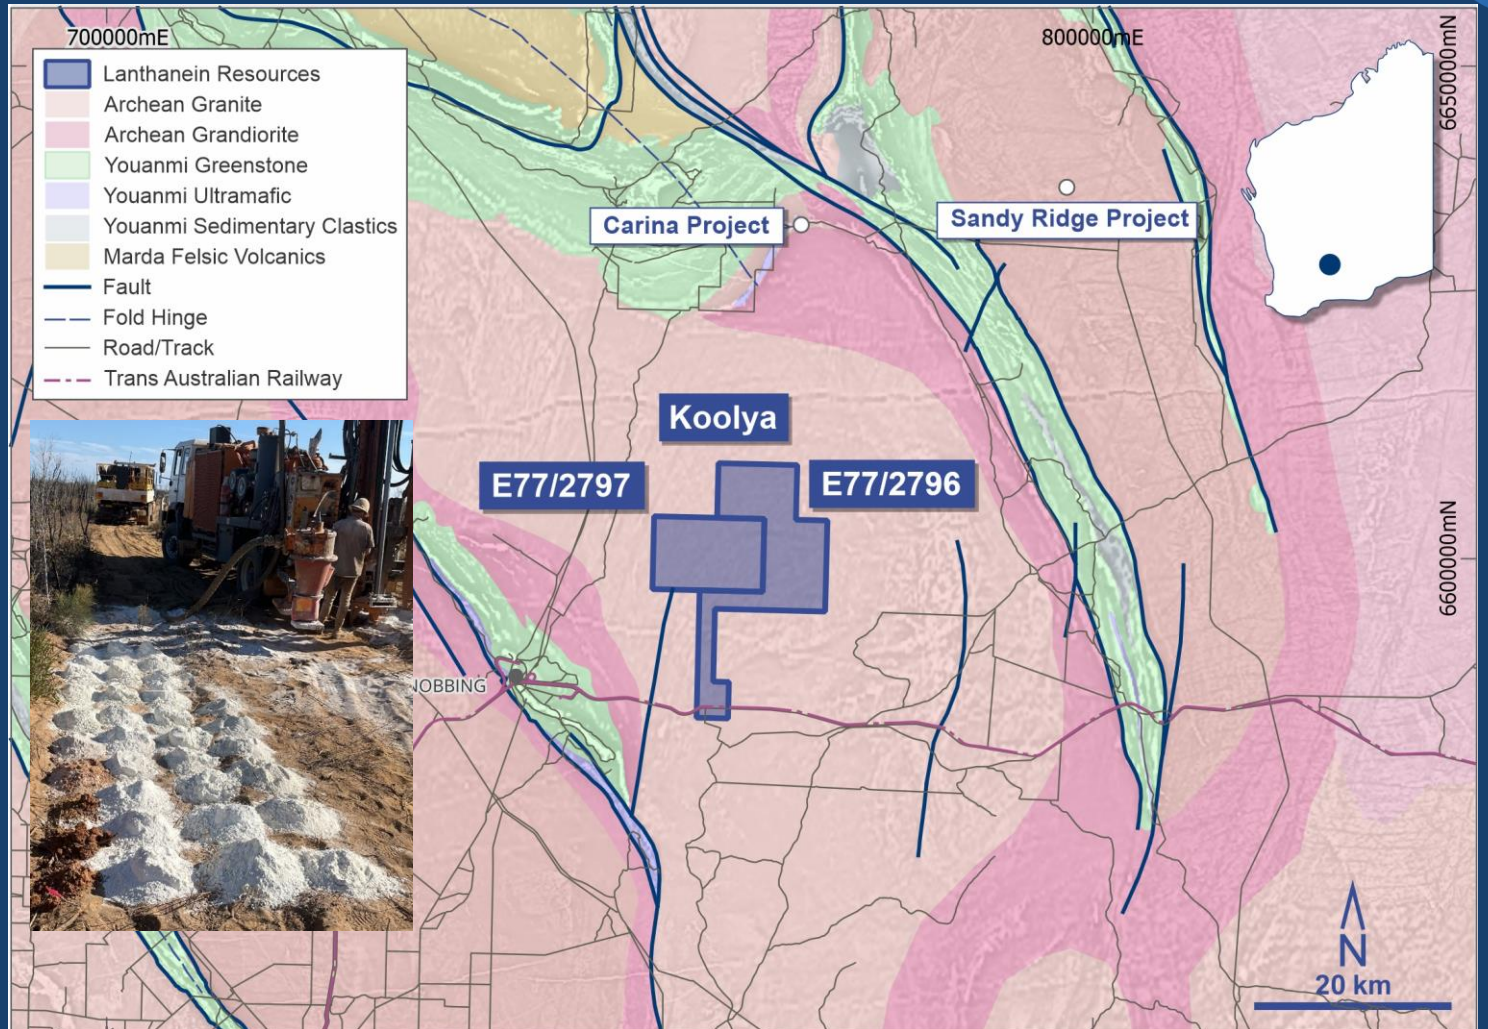 700000mE
800000mE
6650000mN
Lanthanein Resources
Archean Granite
Archean Grandiorite
Youanmi Greenstone
Youanmi Ultramafic
Youanmi Sedimentary Clastics
Marda Felsic Volcanics
Fault
Fold Hinge
Road/Track
Trans Australian Railway
Carina Project
Sandy Ridge Project
Koolya
E77/2797
E77/2796
6600000mN
NOBBING
N
20 km